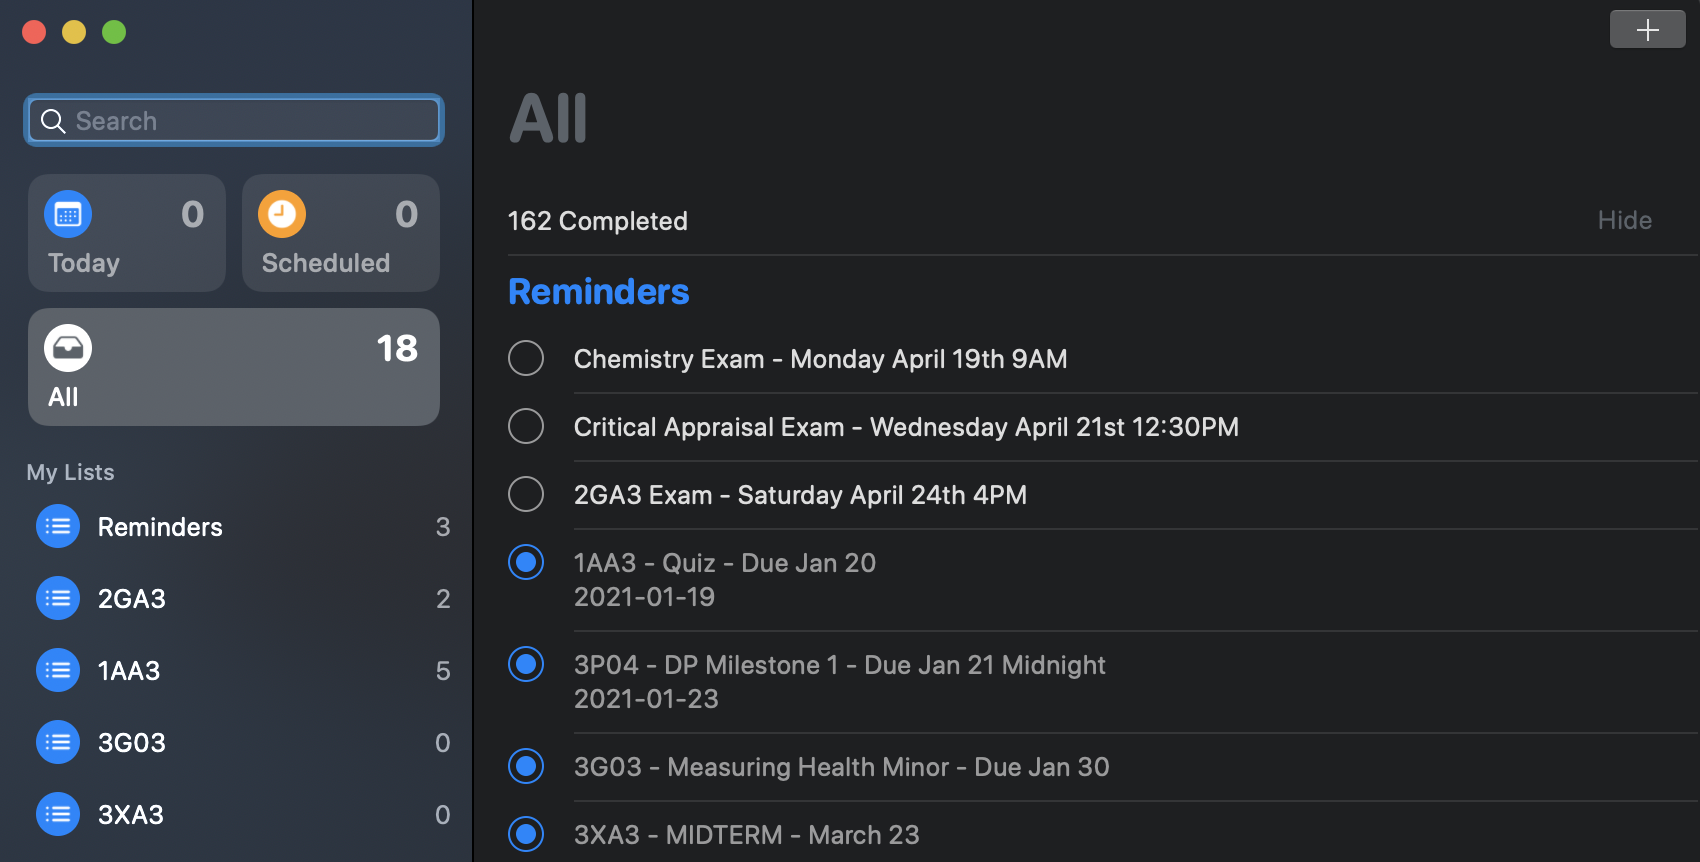 Search
0
Today
0
Scheduled
18
All
My Lists
Reminders 3
2GA3 2
1AA3 5
3G03 0
3XA3 0
All
162 Completed Hide
Reminders
Chemistry Exam - Monday April 19th 9AM
Critical Appraisal Exam - Wednesday April 21st 12:30PM
2GA3 Exam - Saturday April 24th 4PM
1AA3 - Quiz - Due Jan 20
2021-01-19
3P04 - DP Milestone 1 - Due Jan 21 Midnight
2021-01-23
3G03 - Measuring Health Minor - Due Jan 30
3XA3 - MIDTERM - March 23